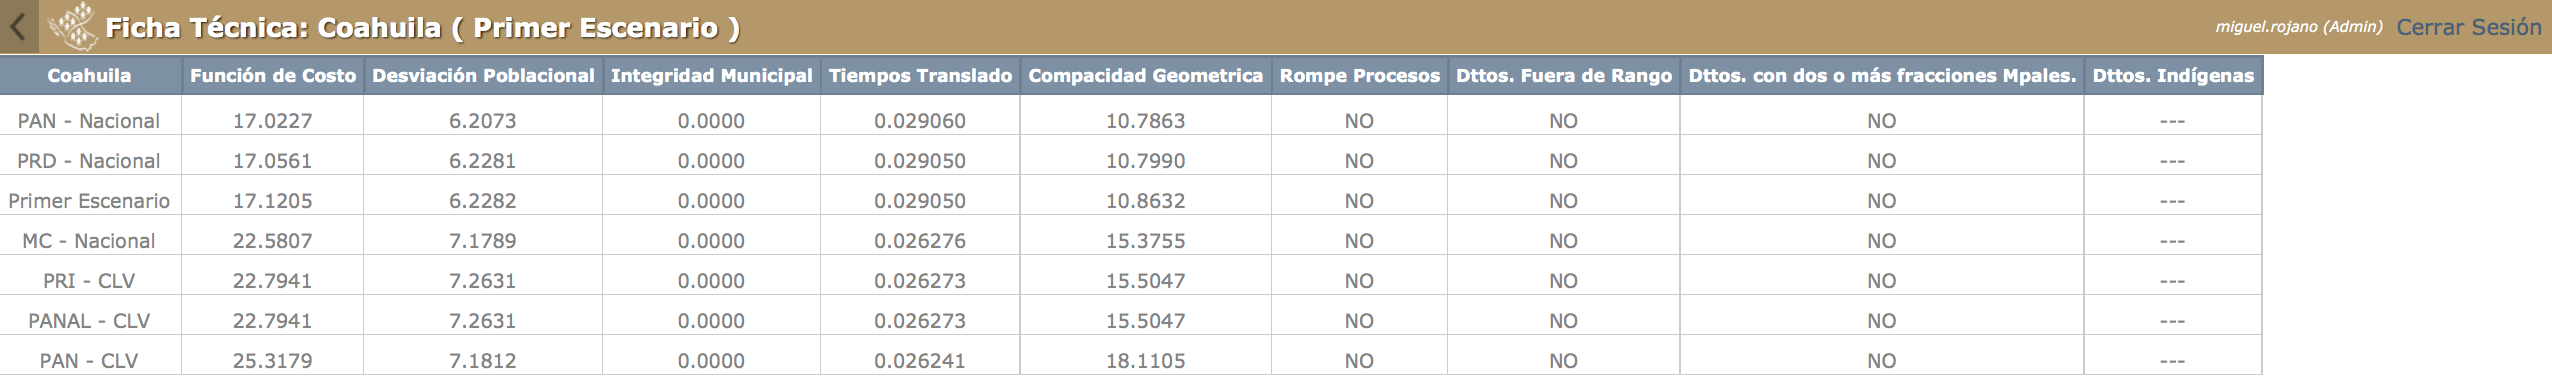 Ficha Técnica: Coahuila ( Primer Escenario ) miguel.rojano (Admin) Cerrar Sesión
Coahuila Función de Costo Desviación Poblacional Integridad Municipal Tiempos Translado Compacidad Geometrica Rompe Procesos Dttos. Fuera de Rango Dttos. con dos o más fracciones Mpales. Dttos. Indígenas
PAN - Nacional 17.0227 6.2073 0.0000 0.029060 10.7863 NO NO NO ---
PRD - Nacional 17.0561 6.2281 0.0000 0.029050 10.7990 NO NO NO ---
Primer Escenario 17.1205 6.2282 0.0000 0.029050 10.8632 NO NO NO ---
MC - Nacional 22.5807 7.1789 0.0000 0.026276 15.3755 NO NO NO ---
PRI - CLV 22.7941 7.2631 0.0000 0.026273 15.5047 NO NO NO ---
PANAL - CLV 22.7941 7.2631 0.0000 0.026273 15.5047 NO NO NO ---
PAN - CLV 25.3179 7.1812 0.0000 0.026241 18.1105 NO NO NO ---